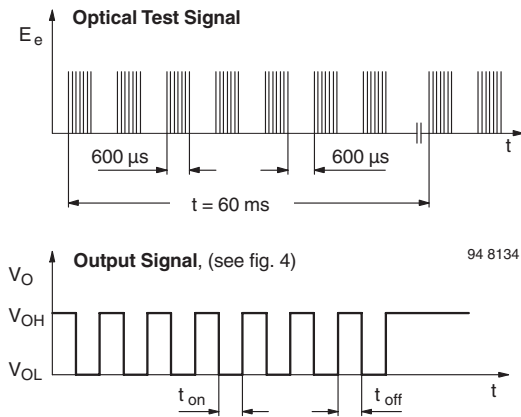 Optical Test Signal
E e
t
600 µs
600 µs
t = 60 ms
Output Signal, (see fig. 4)
94 8134
V O
V OH
V OL
t on
t off
t